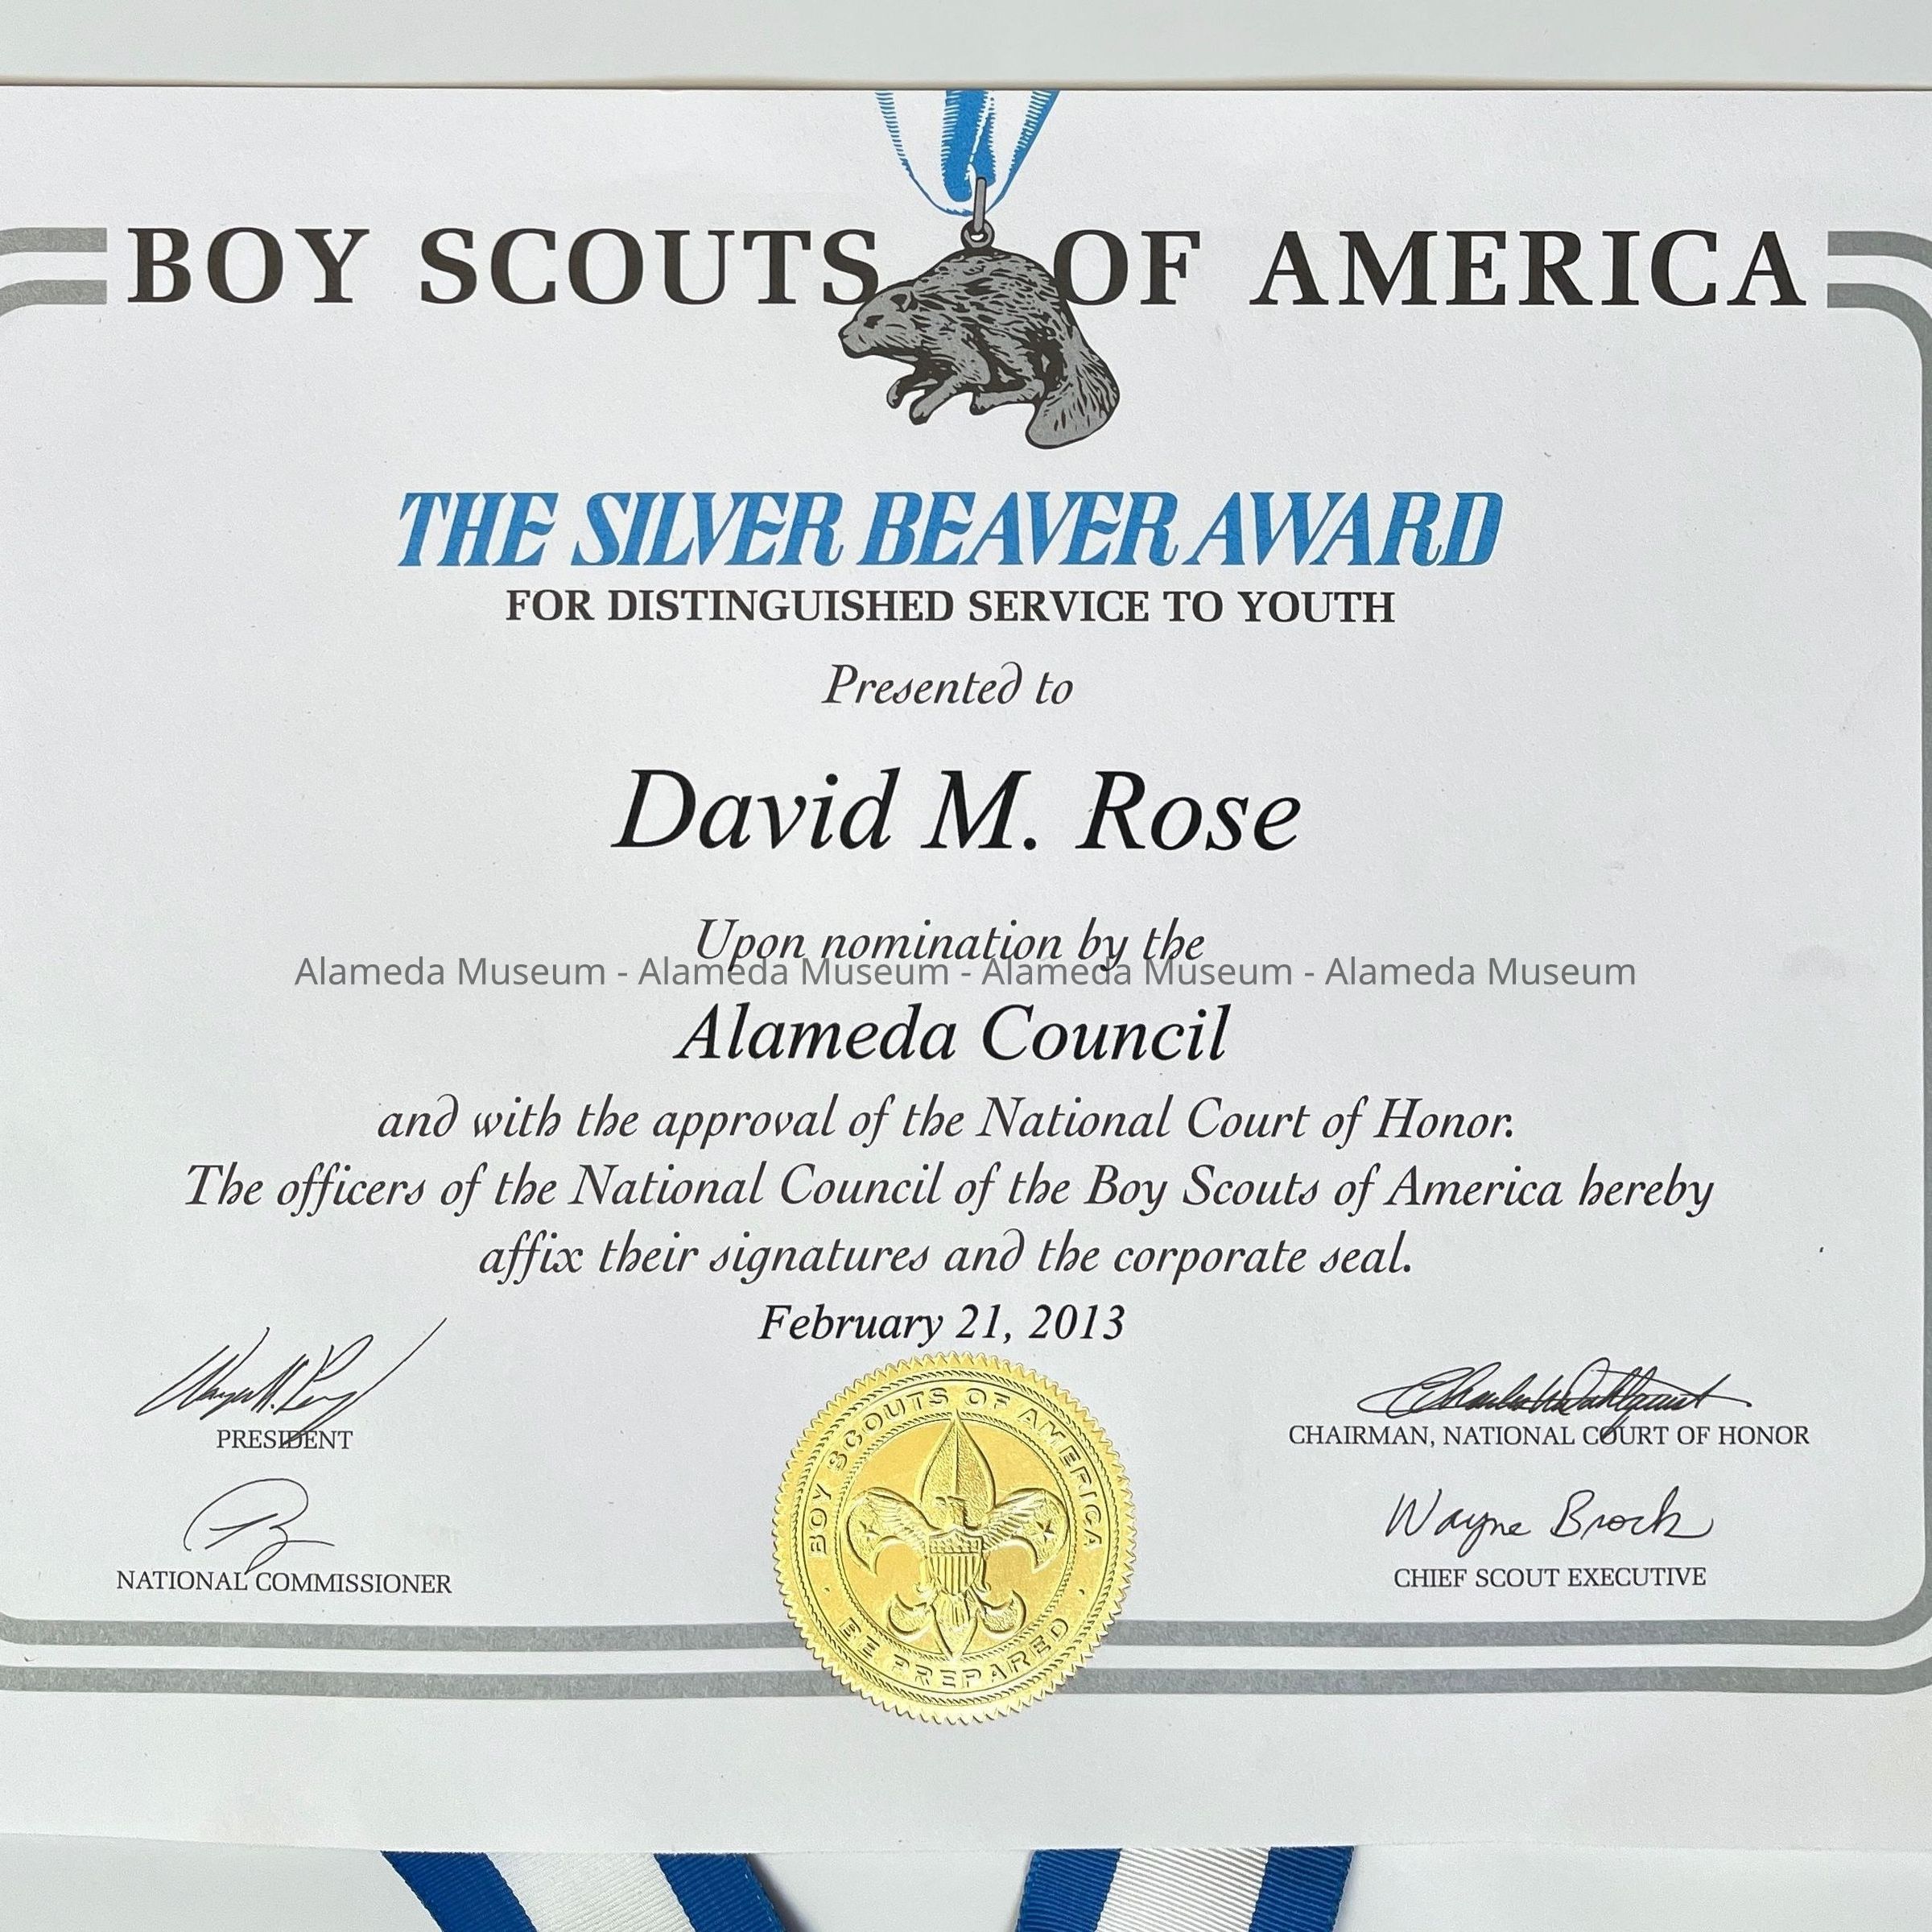 BOY SCOUTS OF AMERICA
THE SILVER BEAVER AWARD
FOR DISTINGUISHED SERVICE TO YOUTH
Presented to
David M. Rose
Upon nomination by the
Alameda Museum - Alameda Museum - Alameda Museum - Alameda Museum
Alameda Council
and with the approval of the National Court of Honor.
The officers of the National Council of the Boy Scouts of America hereby
affix their signatures and the corporate seal.
February 21, 2013
PRESIDENT
NATIONAL COMMISSIONER
BOY SCOUTS OF AMERICA
BE PREPARED
CHAIRMAN, NATIONAL COURT OF HONOR
Wayne Brock
CHIEF SCOUT EXECUTIVE